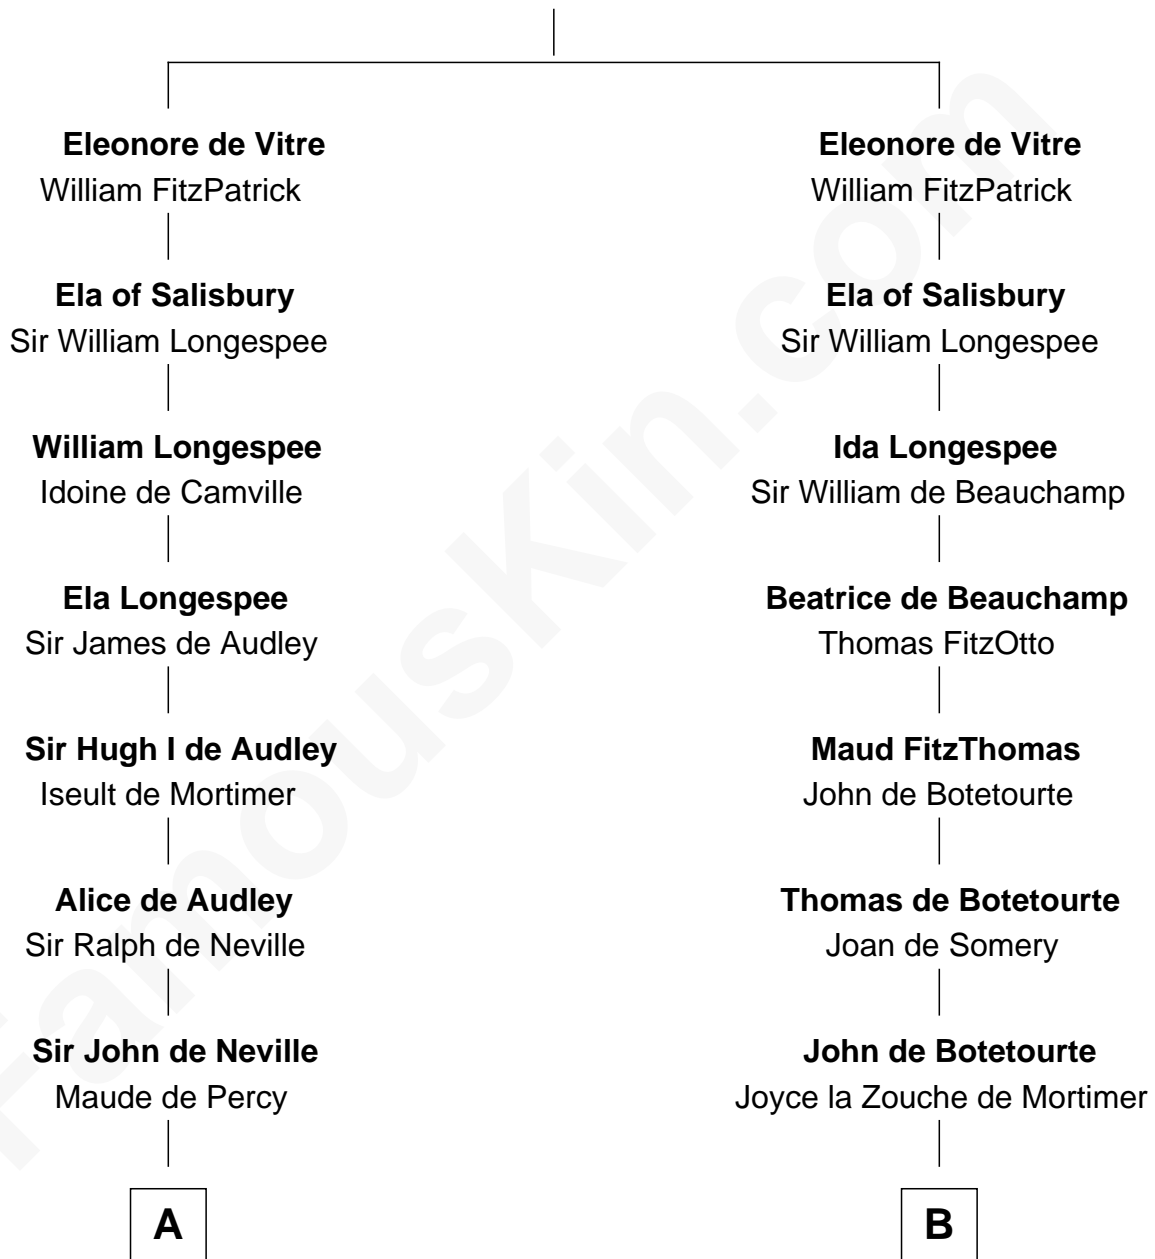 Eleonore de Vitre
William FitzPatrick
Ela of Salisbury
Sir William Longespee
William Longespee
Idoine de Camville
Ela Longespee
Sir James de Audley
Sir Hugh I de Audley
Iseult de Mortimer
Alice de Audley
Sir Ralph de Neville
Sir John de Neville
Maude de Percy
A
Eleonore de Vitre
William FitzPatrick
Ela of Salisbury
Sir William Longespee
Ida Longespee
Sir William de Beauchamp
Beatrice de Beauchamp
Thomas FitzOtto
Maud FitzThomas
John de Botetourte
Thomas de Botetourte
Joan de Somery
John de Botetourte
Joyce la Zouche de Mortimer
B
FamousKin.com